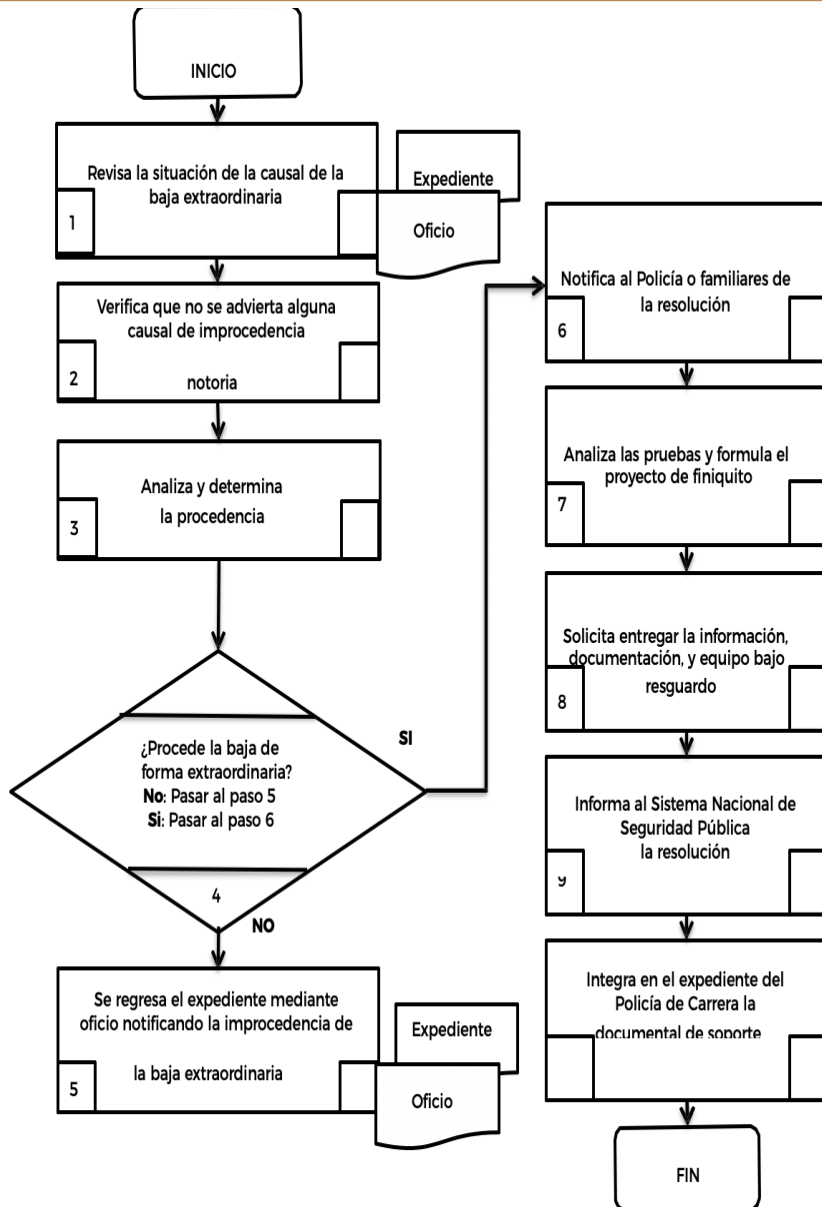 INICIO
Revisa la situación de la causal de la
baja extraordinaria
1
Expediente
Oficio
Verifica que no se advierta alguna
causal de improcedencia
notoria
2
Analiza y determina
la procedencia
3
¿Procede la baja de
forma extraordinaria?
No: Pasar al paso 5
Si: Pasar al paso 6
4
SI
NO
Se regresa el expediente mediante
oficio notificando la improcedencia de
la baja extraordinaria
5
Expediente
Oficio
Notifica al Policía o familiares de
la resolución
6
Analiza las pruebas y formula el
proyecto de finiquito
7
Solicita entregar la información,
documentación, y equipo bajo
resguardo
8
Informa al Sistema Nacional de
Seguridad Pública
la resolución
9
Integra en el expediente del
Policía de Carrera la
documental de soporte
FIN